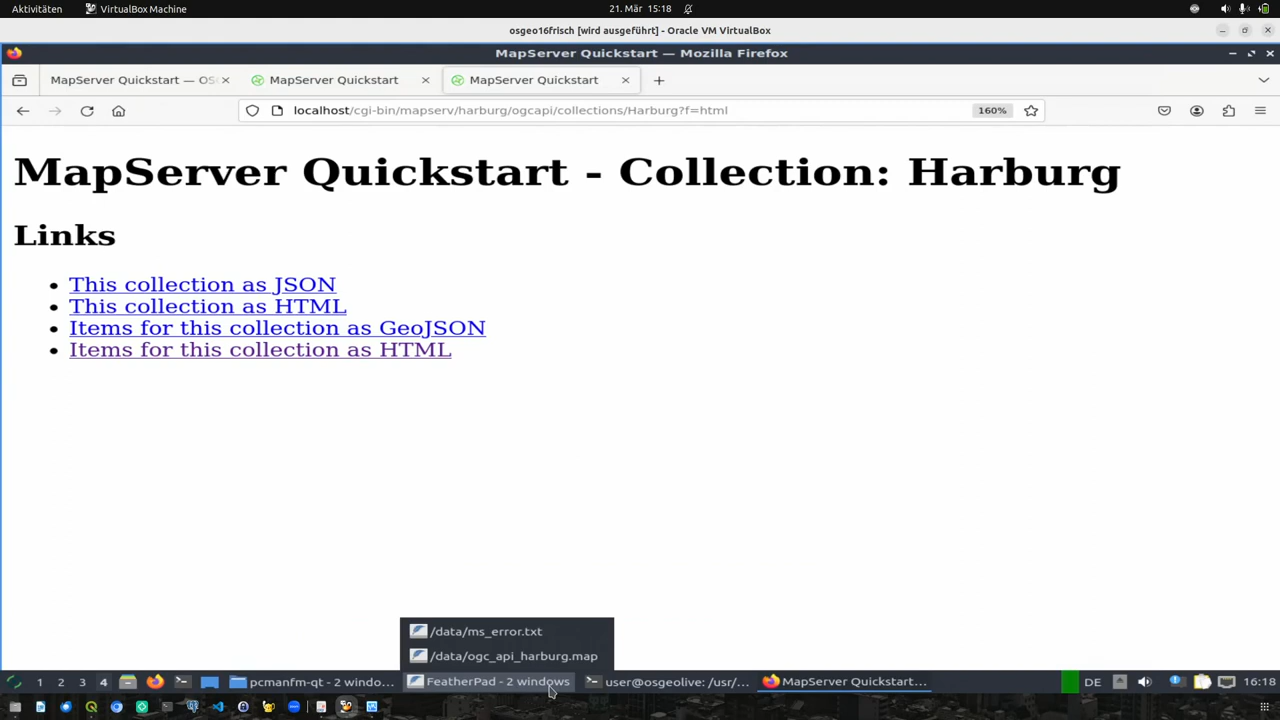 Aktivitäten VirtualBox Machine 21. Mär 15:18
osgeo16frisch [wird ausgeführt] - Oracle VM VirtualBox
MapServer Quickstart — Mozilla Firefox
MapServer Quickstart — OS MapServer Quickstart MapServer Quickstart
localhost/cgi-bin/mapserv/harburg/ogcapi/collections/Harburg?f=html 160%
MapServer Quickstart - Collection: Harburg
Links
This collection as JSON
This collection as HTML
Items for this collection as GeoJSON
Items for this collection as HTML
/data/ms_error.txt
/data/ogc_api_harburg.map
1 2 3 4 pcmanfm-qt - 2 windo... FeatherPad - 2 windows user@osgeolive: /usr/... MapServer Quickstart... DE 16:18